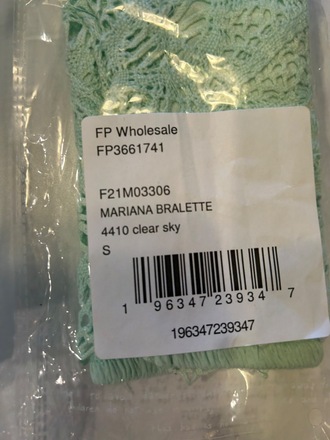 FP Wholesale
FP3661741
F21M03306
MARIANA BRALETTE
4410 clear sky
S
1 96347 23934 7
196347239347